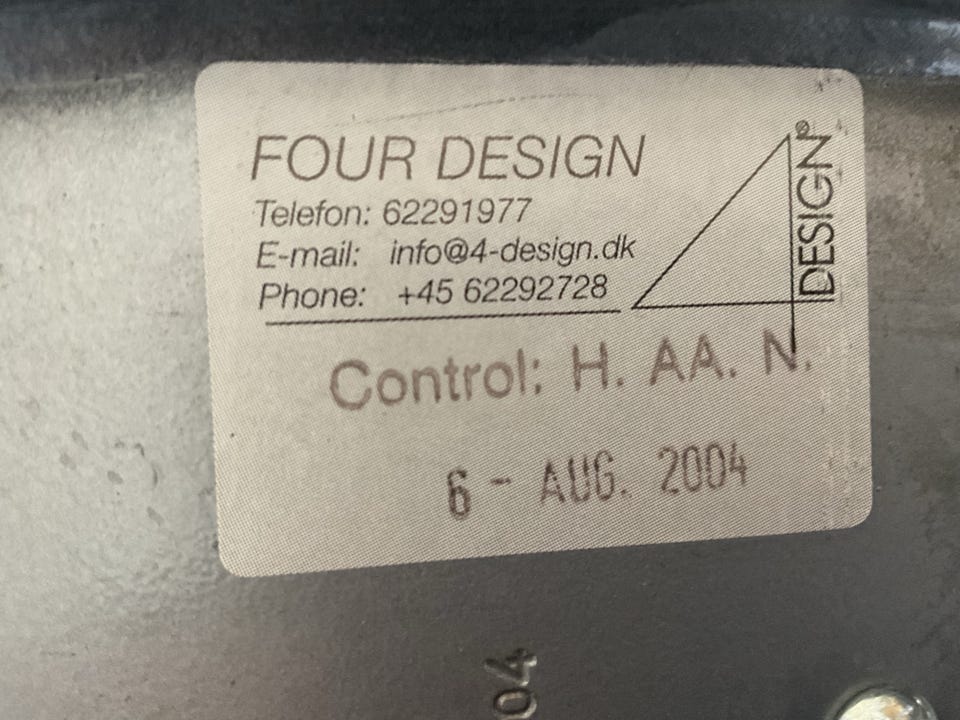 FOUR DESIGN
Telefon: 62291977
E-mail: info@4-design.dk
Phone: +45 62292728
DESIGN®
Control: H. AA. N.
6 - AUG. 2004
04